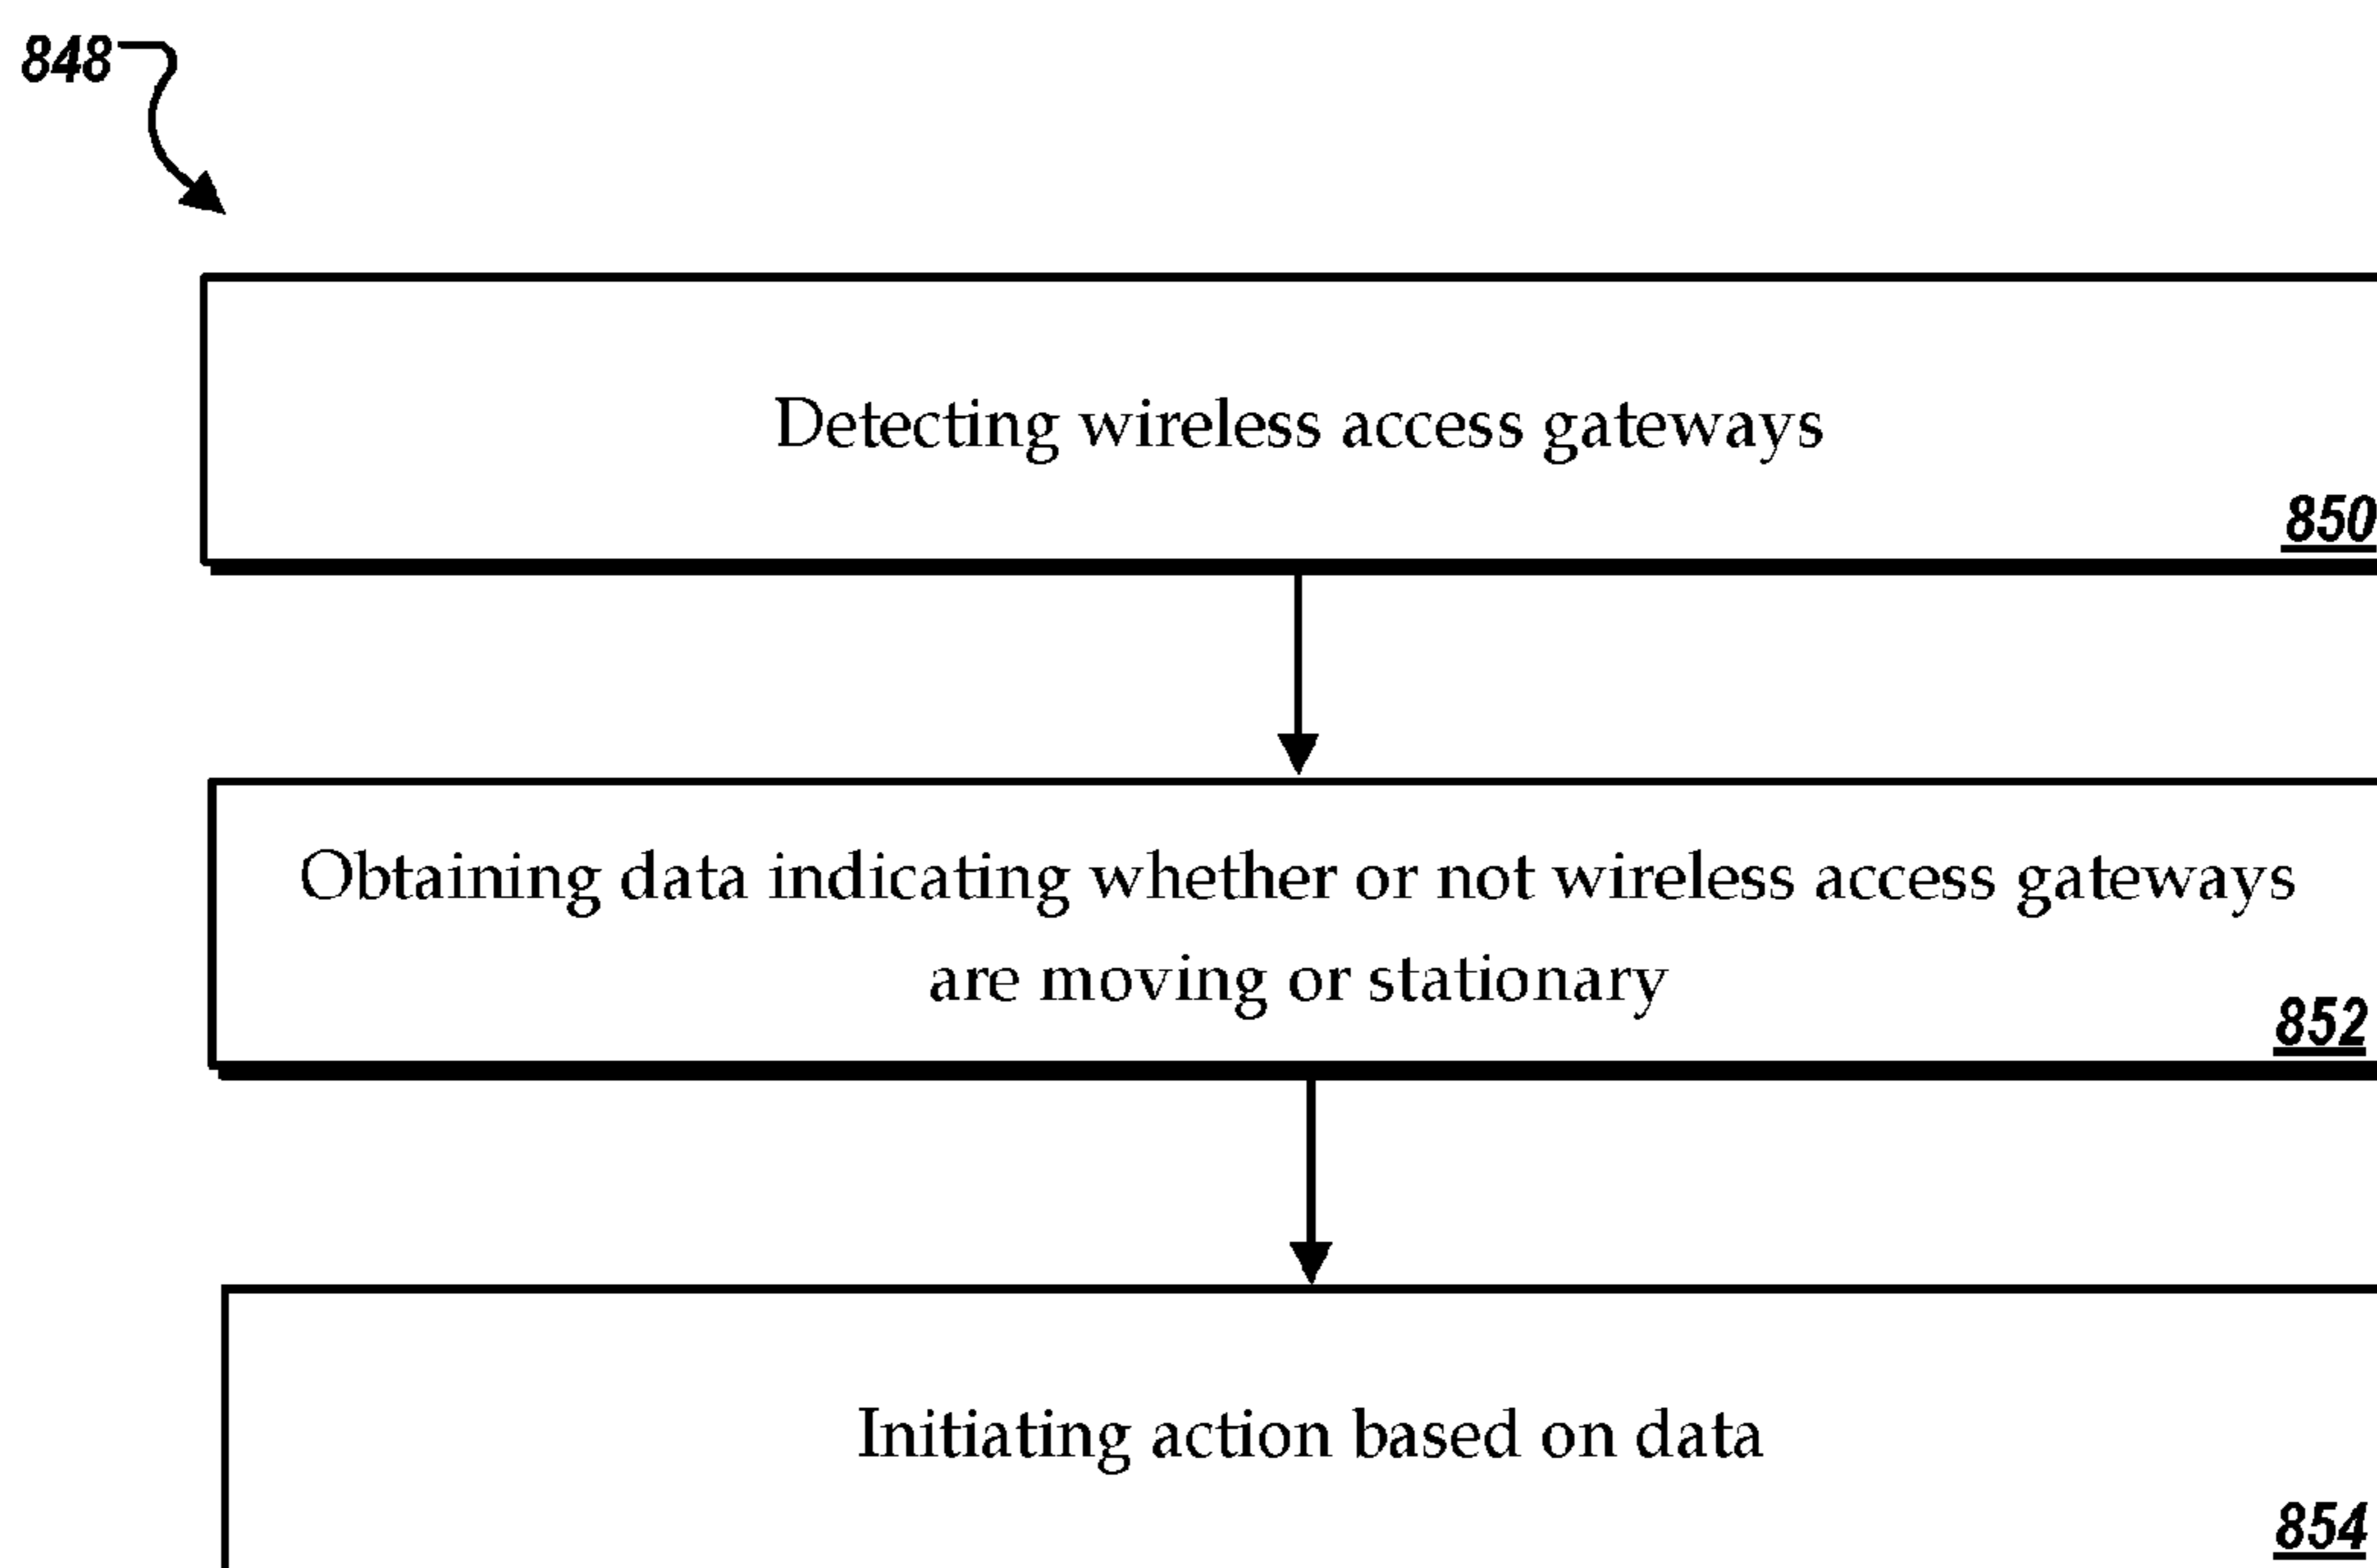 848
Detecting wireless access gateways
850
Obtaining data indicating whether or not wireless access gateways
are moving or stationary
852
Initiating action based on data
854